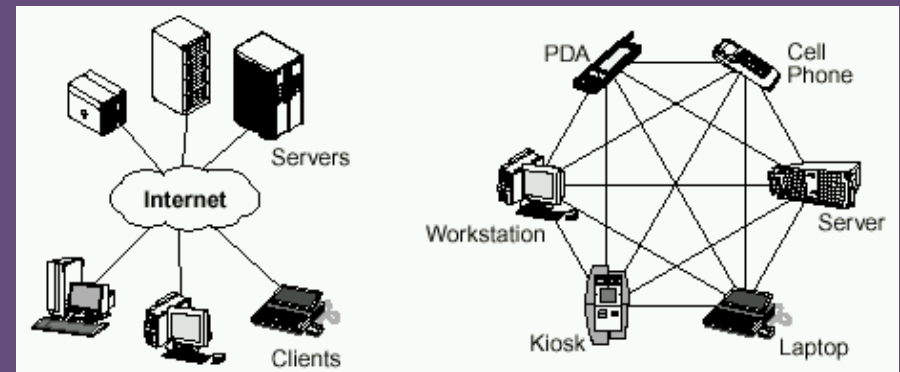 Servers
Internet
Clients
PDA
Cell
Phone
Workstation
Server
Kiosk
Laptop